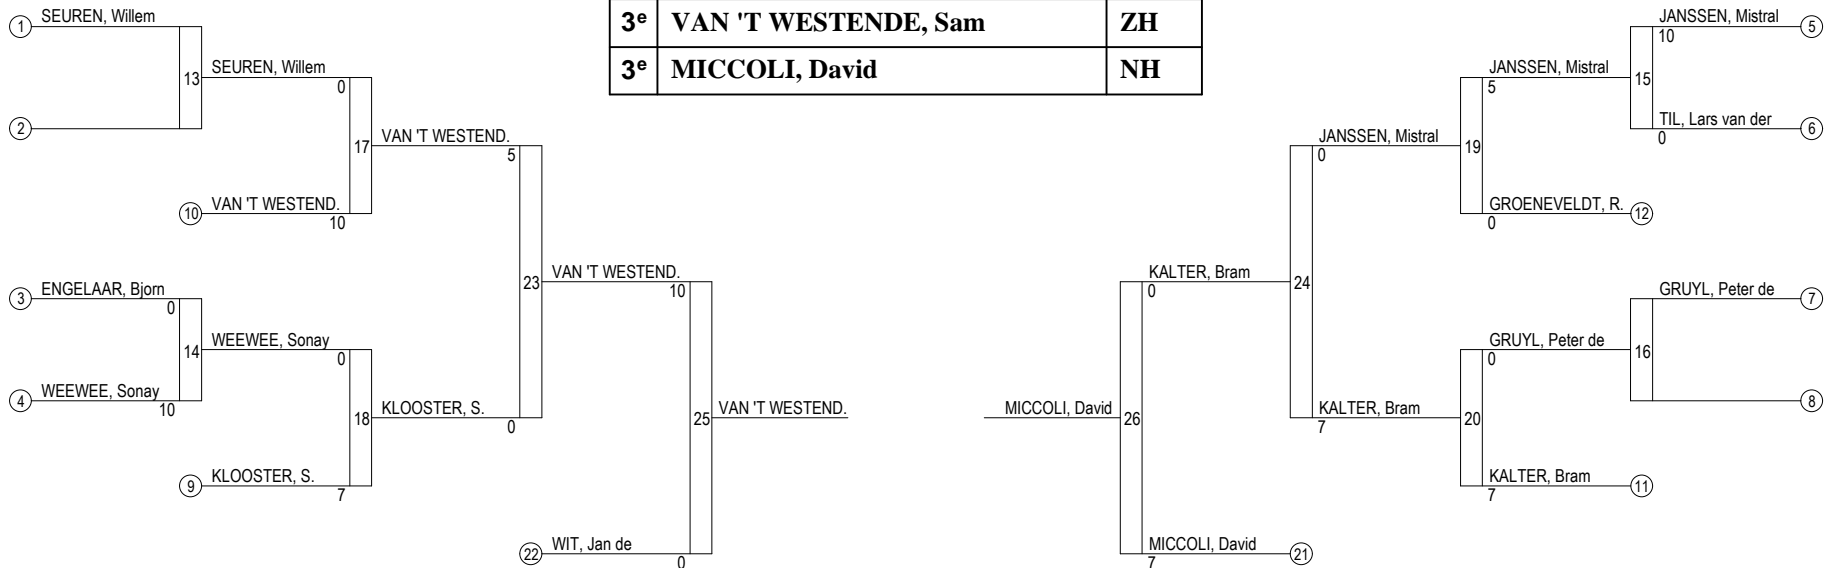 3e VAN 'T WESTENDE, Sam ZH
3e MICCOLI, David NH
1 SEUREN, Willem
13
SEUREN, Willem
0
2
17
VAN 'T WESTEND.
5
10 VAN 'T WESTEND.
10
23
VAN 'T WESTEND.
10
3 ENGELAAR, Bjorn
0
14
WEEWEE, Sonay
0
4 WEEWEE, Sonay
10
18
KLOOSTER, S.
0
9 KLOOSTER, S.
7
25
VAN 'T WESTEND.
22 WIT, Jan de
0
JANSSEN, Mistral 5
10
15
JANSSEN, Mistral
5
TIL, Lars van der 6
0
19
JANSSEN, Mistral
0
GROENEVELDT, R. 12
0
24
KALTER, Bram
0
GRUYL, Peter de 7
16
GRUYL, Peter de
0
8
20
KALTER, Bram
7
KALTER, Bram 11
7
26
MICCOLI, David
MICCOLI, David 21
7